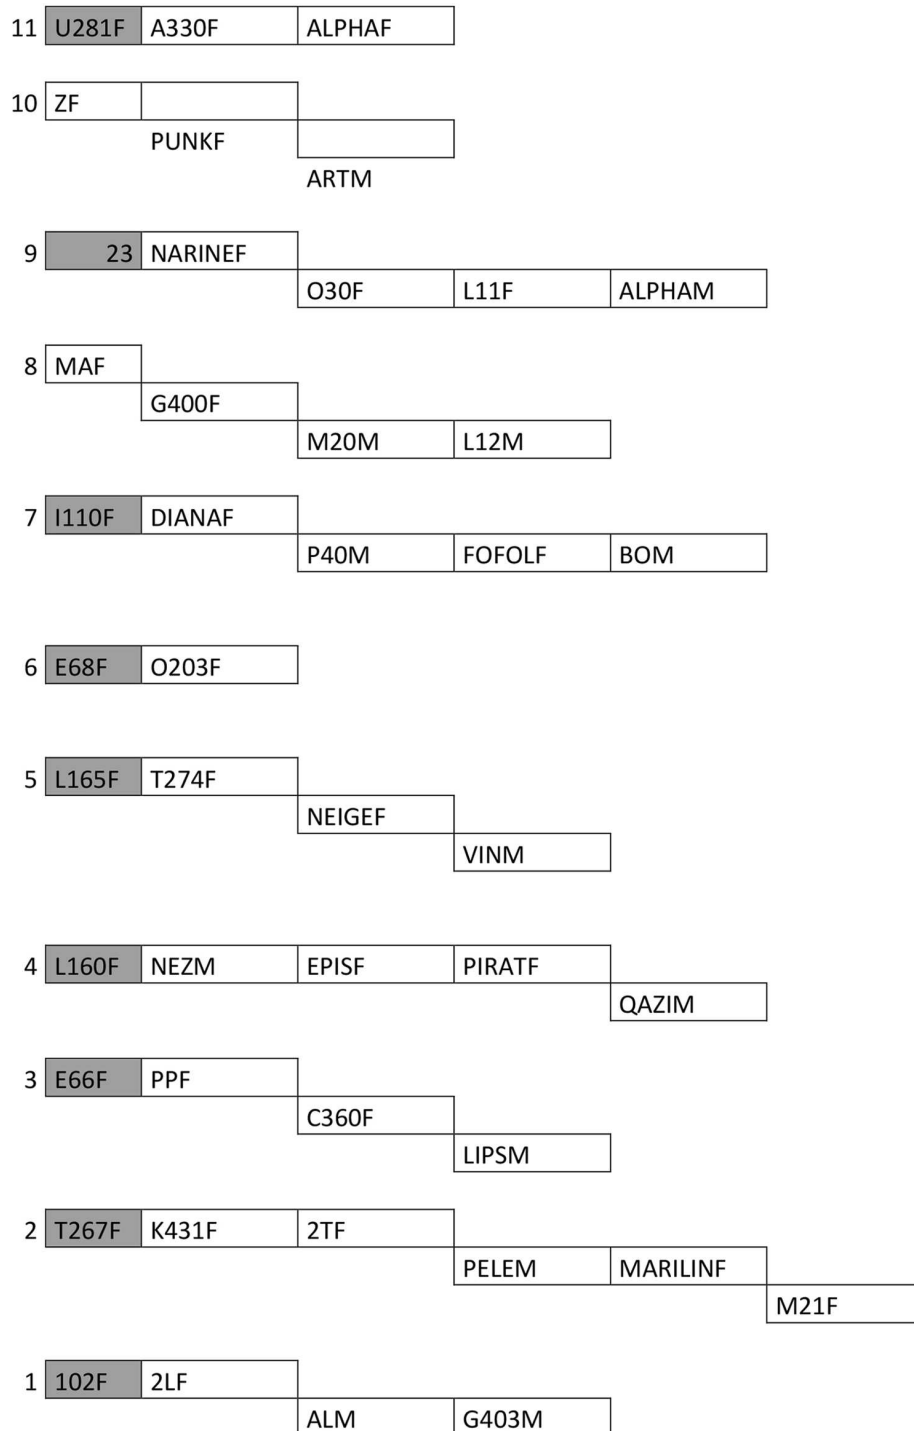 11 U281F A330F ALPHAF
10 ZF
PUNKF
ARTM
9 23 NARINEF
O30F L11F ALPHAM
8 MAF
G400F
M20M L12M
7 I110F DIANAF
P40M FOFOLF BOM
6 E68F O203F
5 L165F T274F
NEIGEF
VINM
4 L160F NEZM EPISF PIRATF
QAZIM
3 E66F PPF
C360F
LIPSM
2 T267F K431F 2TF
PELEM MARILINF
M21F
1 102F 2LF
ALM G403M